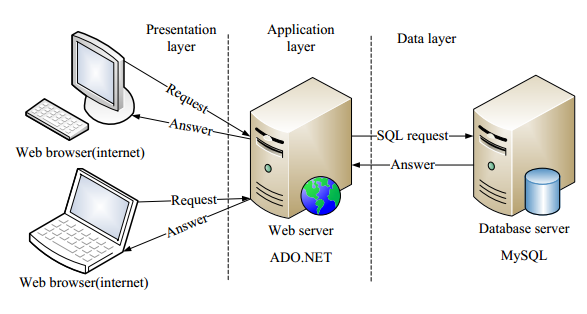 Presentation
layer
Application
layer
Data layer
Request
Answer
Web browser(internet)
SQL request
Answer
Request
Answer
Web server
ADO.NET
Database server
MySQL
Web browser(internet)